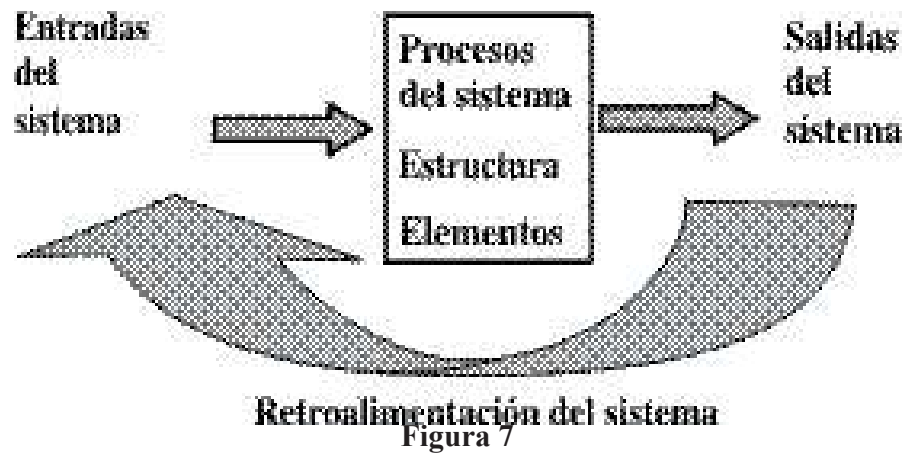 Entradas
del
sistema
Procesos
del sistema
Estructura
Elementos
Salidas
del
sistema
Retroalimentación del sistema
Figura 7